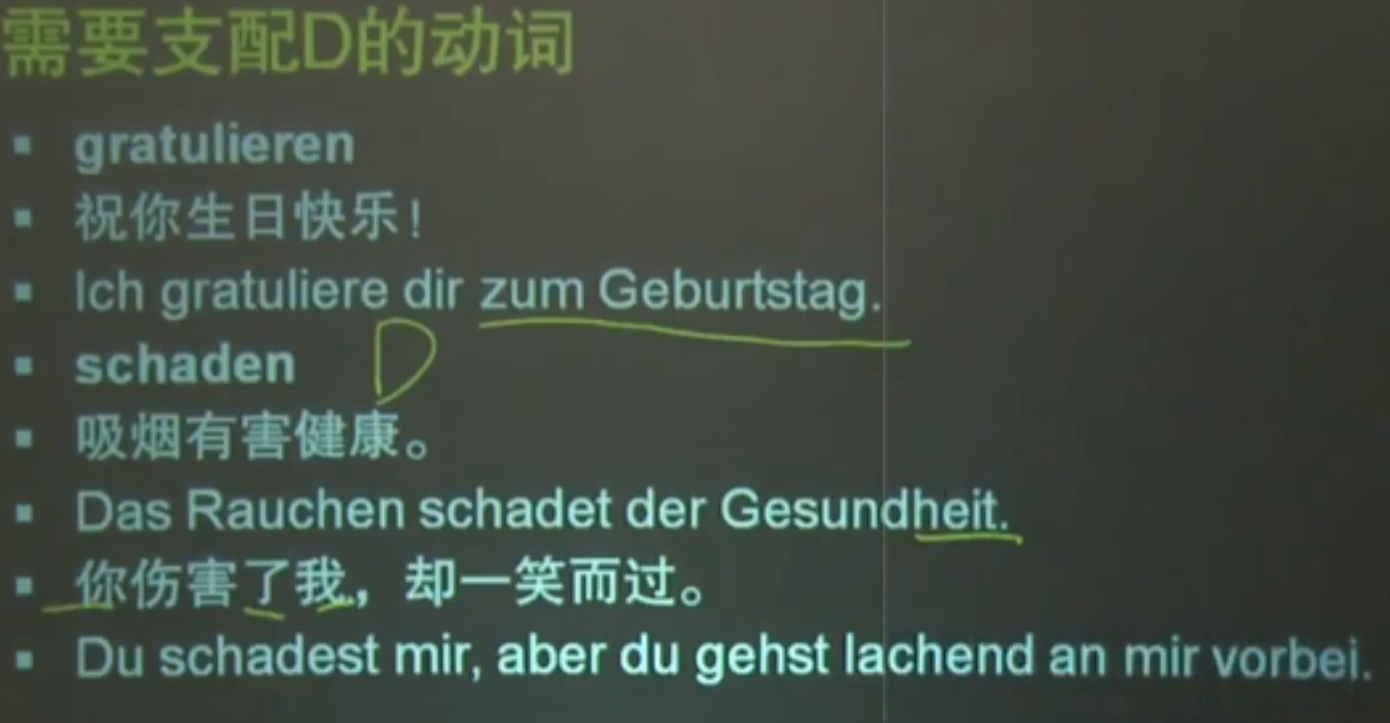 需要支配D的动词
▪ gratulieren
▪ 祝你生日快乐！
▪ Ich gratuliere dir zum Geburtstag.
▪ schaden D
▪ 吸烟有害健康。
▪ Das Rauchen schadet der Gesundheit.
▪ 你伤害了我，却一笑而过。
▪ Du schadest mir, aber du gehst lachend an mir vorbei.